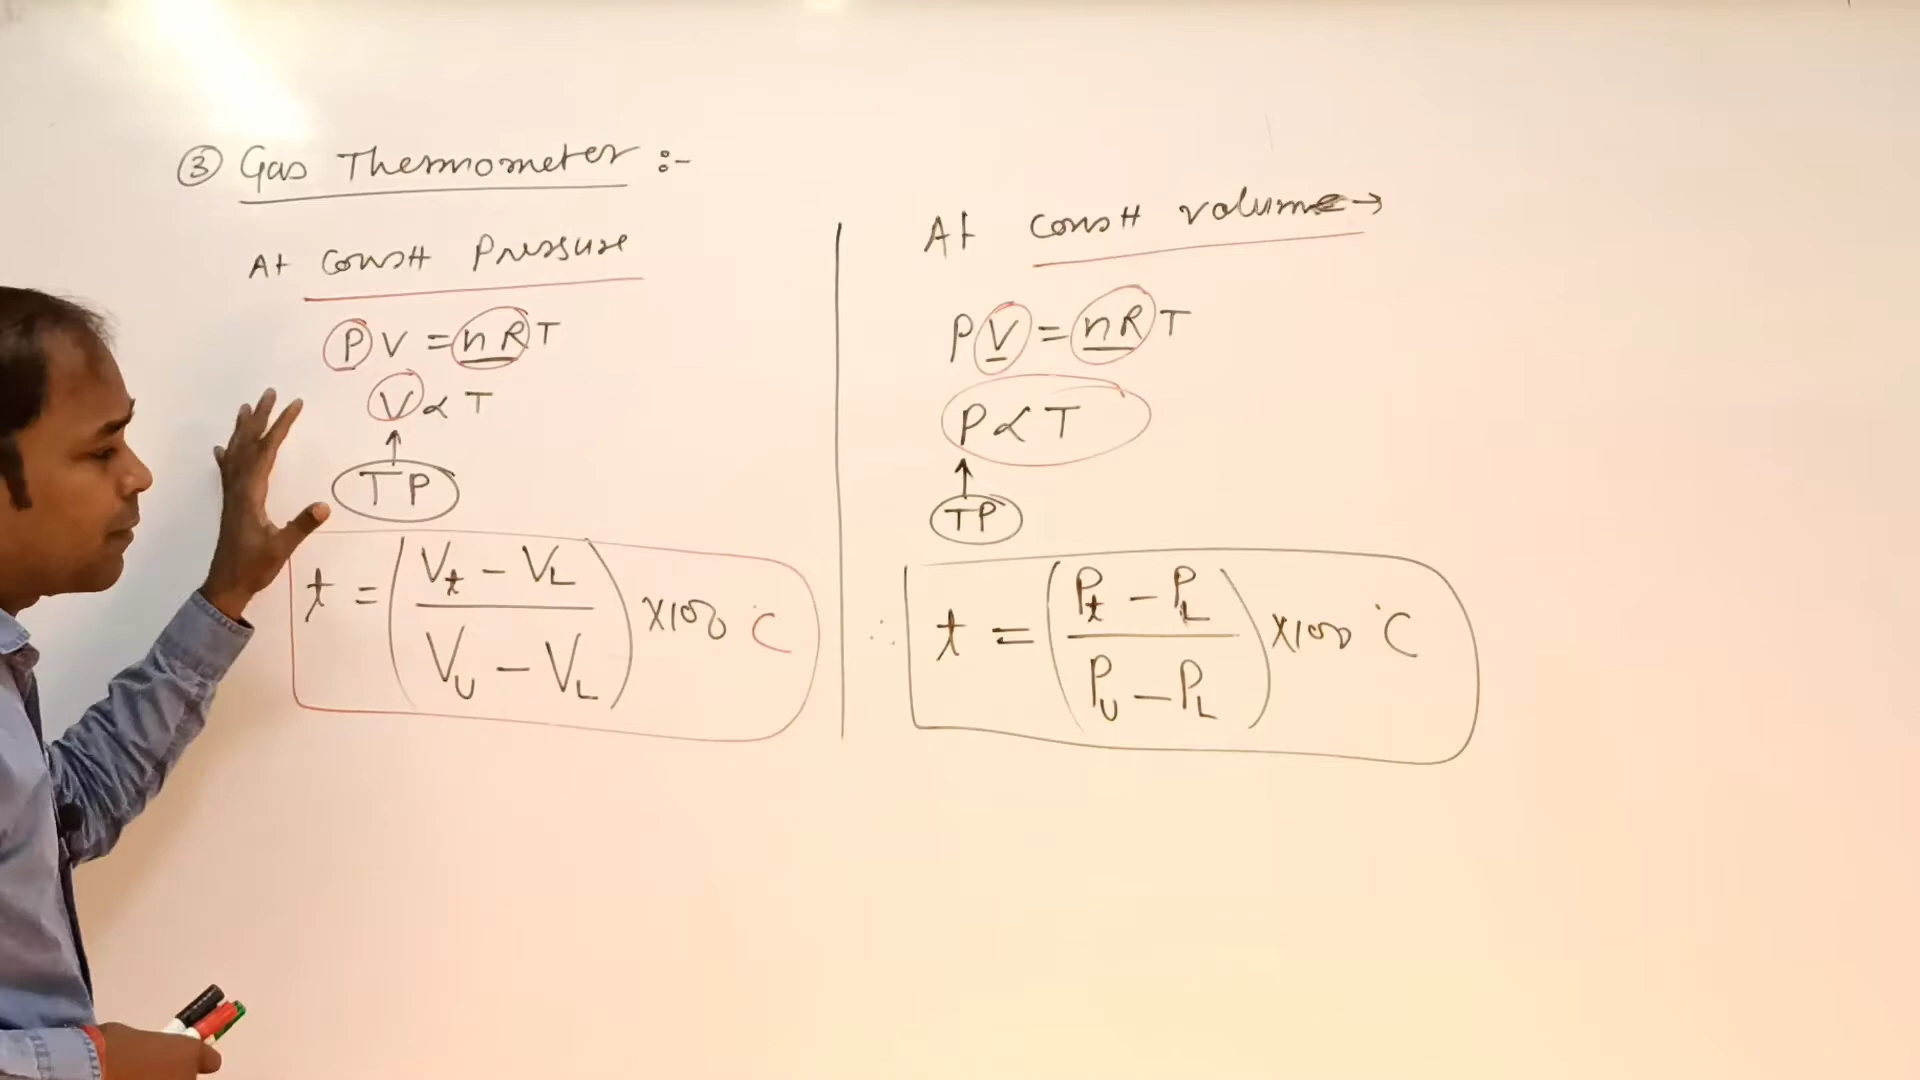 ③ Gas Thermometer :-
At constt Pressure
PV = nRT
V ∝ T
↑
TP
t = (Vt - VL / VU - VL) ×100 °C
At constt volume →
PV = nRT
P ∝ T
↑
TP
∴ t = (Pt - PL / PU - PL) ×100 °C